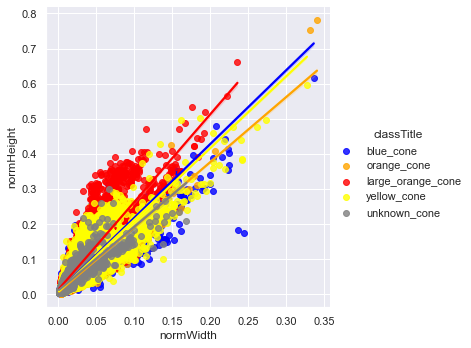 0.8
0.7
0.6
0.5
0.4
0.3
0.2
0.1
0.0
normHeight
0.00 0.05 0.10 0.15 0.20 0.25 0.30 0.35
normWidth
classTitle
blue_cone
orange_cone
large_orange_cone
yellow_cone
unknown_cone